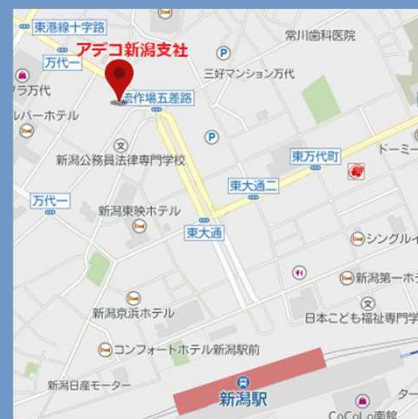 東港線十字路
常川歯科医院
アデコ新潟支社
万代一
三好マンション万代
ソラ万代
流作場五差路
ルバーホテル
新潟公務員法律専門学校
東万代町
ドーミー
東大通二
万代一
新潟東映ホテル
東大通
シングルイ
新潟第一ホテ
新潟京浜ホテル
日本こども福祉専門学
コンフォートホテル新潟駅前
新潟日産モーター
新潟駅
ター
CoCoLo南館